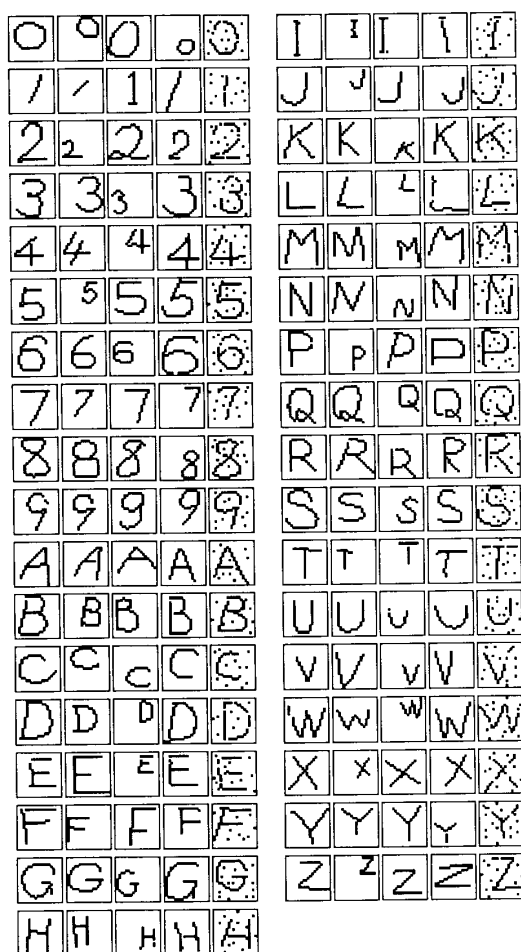 0 0 0 0 0
1 1 1 1 1
2 2 2 2 2
3 3 3 3 3
4 4 4 4 4
5 5 5 5 5
6 6 6 6 6
7 7 7 7 7
8 8 8 8 8
9 9 9 9 9
A A A A A
B B B B B
C C C C C
D D D D D
E E E E E
F F F F F
G G G G G
H H H H H
I I I I I
J J J J J
K K K K K
L L L L L
M M M M M
N N N N N
P P P P P
Q Q Q Q Q
R R R R R
S S S S S
T T T T T
U U U U U
V V V V V
W W W W W
X X X X X
Y Y Y Y Y
Z Z Z Z Z